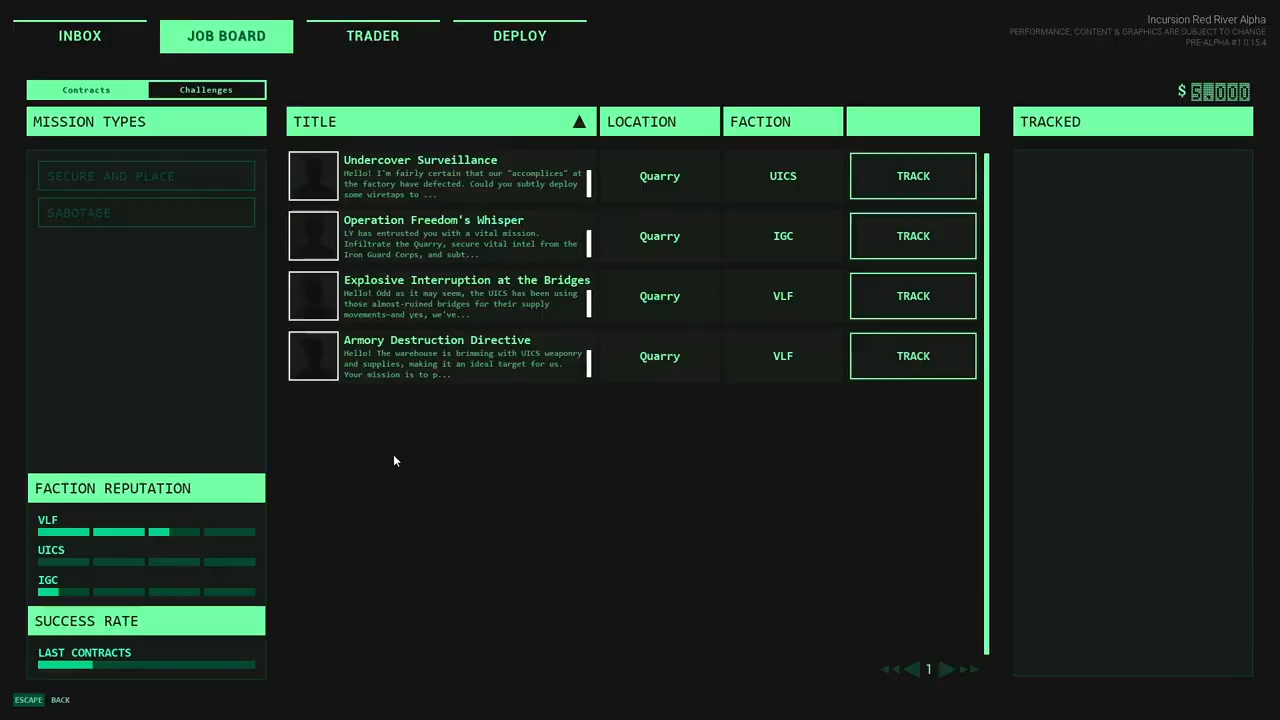 INBOX
JOB BOARD
TRADER
DEPLOY
Incursion Red River Alpha
PERFORMANCE, CONTENT & GRAPHICS ARE SUBJECT TO CHANGE
PRE-ALPHA #1 0.15.4
Contracts
Challenges
$ 5.000
MISSION TYPES
TITLE
LOCATION
FACTION
TRACKED
SECURE AND PLACE
SABOTAGE
Undercover Surveillance
Hello! I'm fairly certain that our "accomplices" at
the factory have defected. Could you subtly deploy
some wiretaps to ...
Quarry
UICS
TRACK
Operation Freedom's Whisper
LY has entrusted you with a vital mission.
Infiltrate the Quarry, secure vital intel from the
Iron Guard Corps, and subt...
Quarry
IGC
TRACK
Explosive Interruption at the Bridges
Hello! Odd as it may seem, the UICS has been using
those almost-ruined bridges for their supply
movements—and yes, we've...
Quarry
VLF
TRACK
Armory Destruction Directive
Hello! The warehouse is brimming with UICS weaponry
and supplies, making it an ideal target for us.
Your mission is to p...
Quarry
VLF
TRACK
FACTION REPUTATION
VLF
UICS
IGC
SUCCESS RATE
LAST CONTRACTS
1
ESCAPE BACK